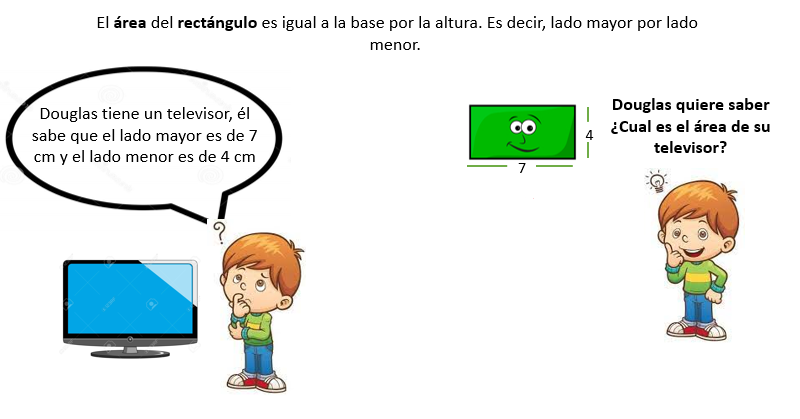 El área del rectángulo es igual a la base por la altura. Es decir, lado mayor por lado
menor.
Douglas tiene un televisor, él
sabe que el lado mayor es de 7
cm y el lado menor es de 4 cm
?
4
7
Douglas quiere saber
¿Cual es el área de su
televisor?